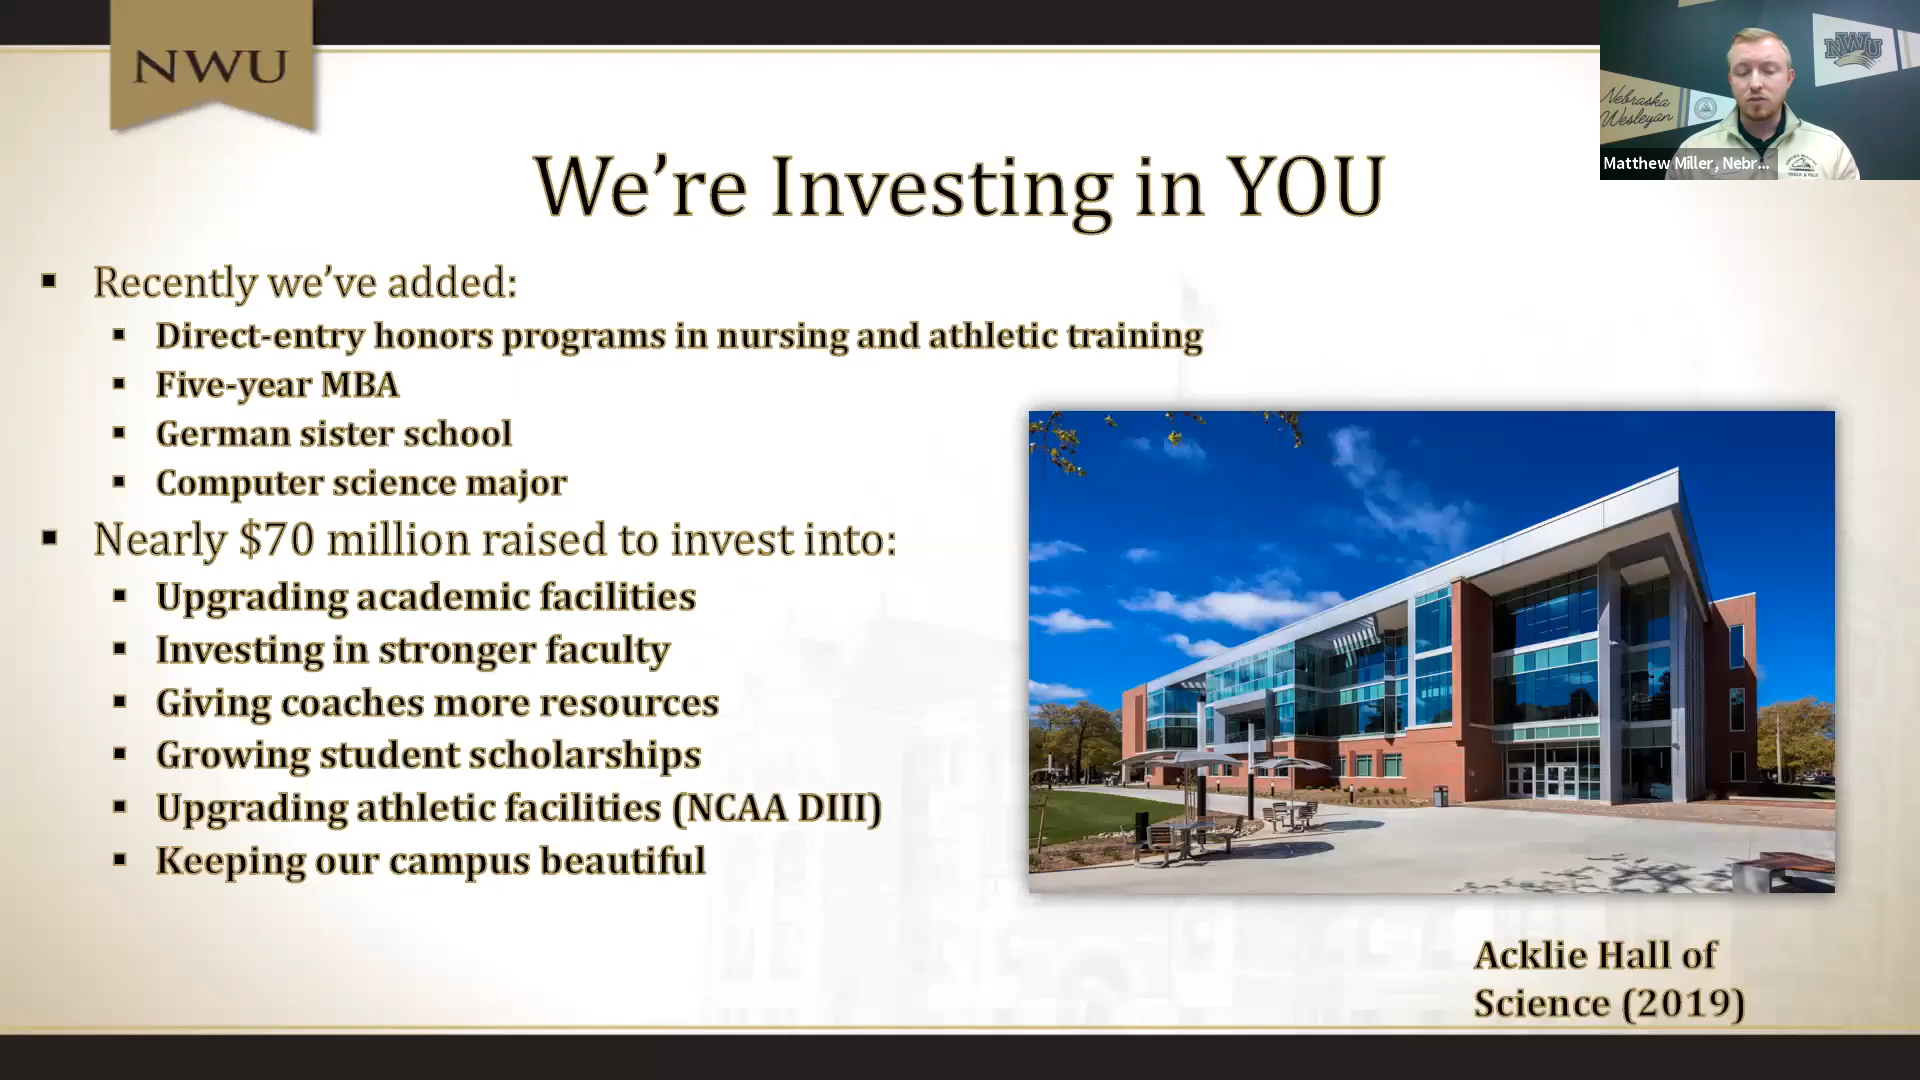 NWU
We're Investing in YOU
Recently we've added:
Direct-entry honors programs in nursing and athletic training
Five-year MBA
German sister school
Computer science major
Nearly $70 million raised to invest into:
Upgrading academic facilities
Investing in stronger faculty
Giving coaches more resources
Growing student scholarships
Upgrading athletic facilities (NCAA DIII)
Keeping our campus beautiful
Acklie Hall of
Science (2019)
NWU
Nebraska
Wesleyan
Matthew Miller, Nebr...
TRACK & FIELD